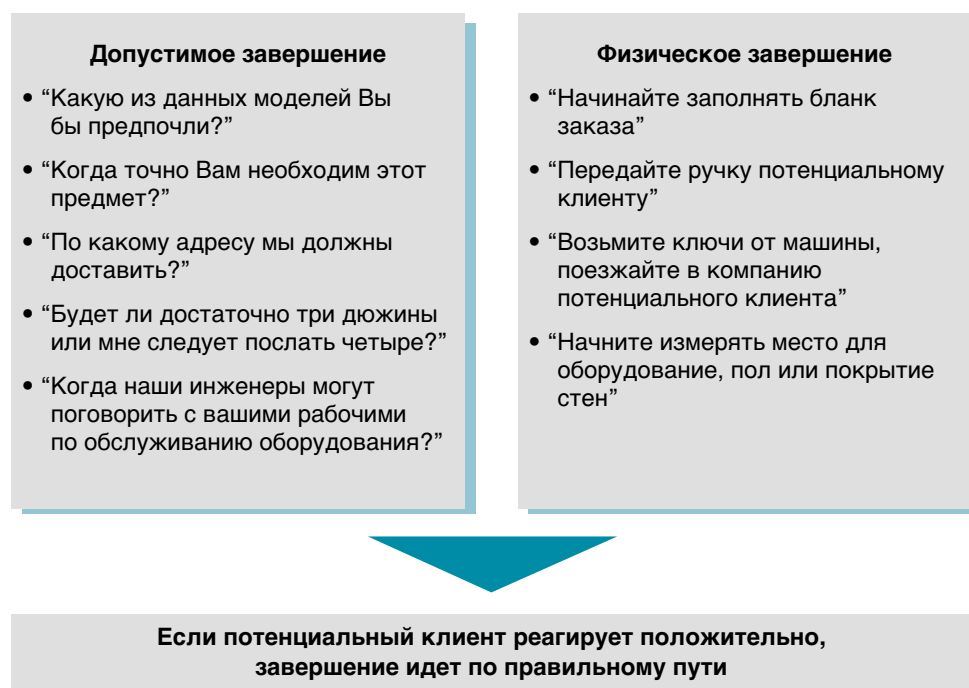 Допустимое завершение
• “Какую из данных моделей Вы
бы предпочли?”
• “Когда точно Вам необходим этот
предмет?”
• “По какому адресу мы должны
доставить?”
• “Будет ли достаточно три дюжины
или мне следует послать четыре?”
• “Когда наши инженеры могут
поговорить с вашими рабочими
по обслуживанию оборудования?”
Физическое завершение
• “Начинайте заполнять бланк
заказа”
• “Передайте ручку потенциальному
клиенту”
• “Возьмите ключи от машины,
поезжайте в компанию
потенциального клиента”
• “Начните измерять место для
оборудование, пол или покрытие
стен”
Если потенциальный клиент реагирует положительно,
завершение идет по правильному пути